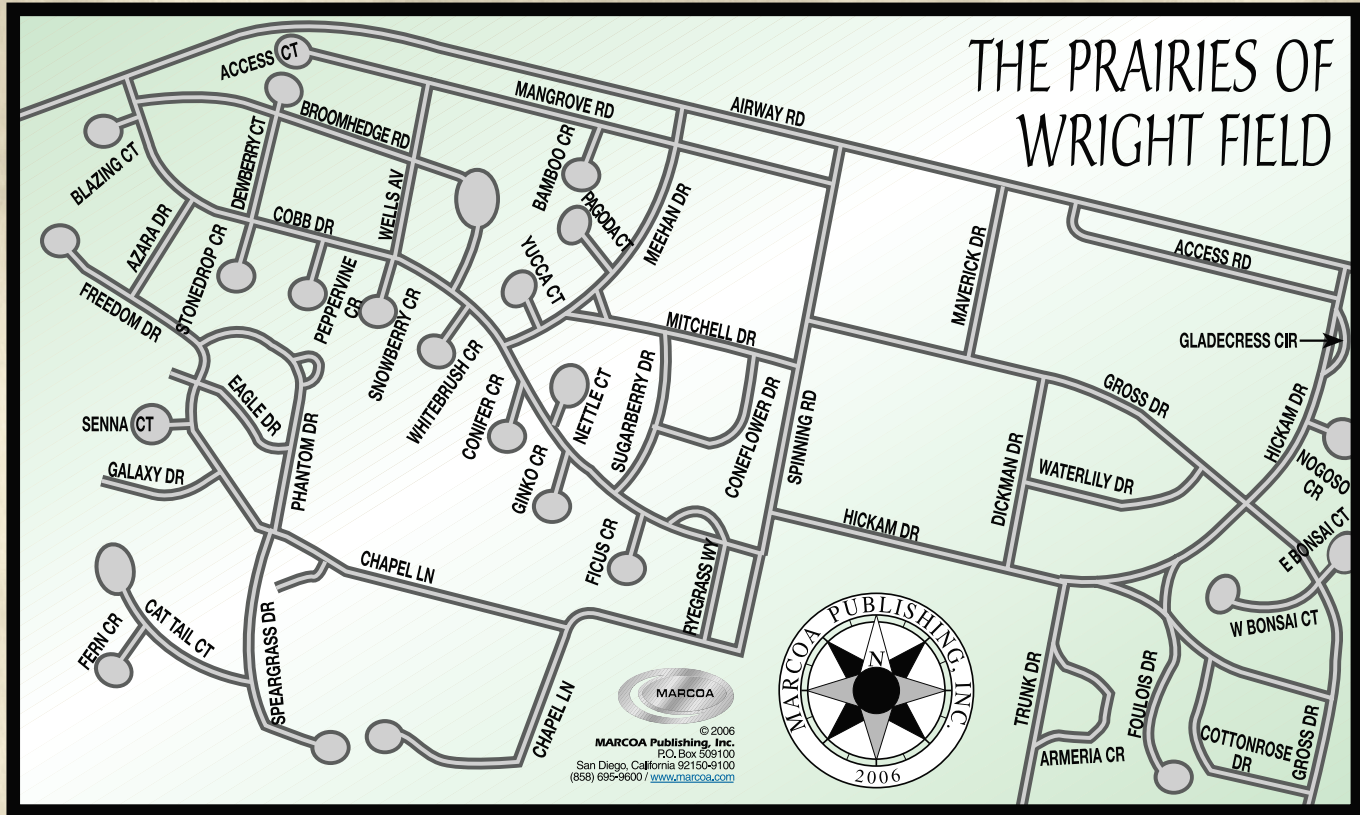 THE PRAIRIES OF
WRIGHT FIELD
ACCESS CT
MANGROVE RD
AIRWAY RD
BROOMHEDGE RD
BLAZING CT
DEWBERRY CT
WELLS AV
BAMBOO CR
PAGODA CT
MEEHAN DR
COBB DR
AZARA DR
STONEDROP CR
PEPPERVINE
CR
YUCCA CT
MAVERICK DR
ACCESS RD
FREEDOM DR
SNOWBERRY CR
WHITEBRUSH CR
MITCHELL DR
GLADECRESS CIR
EAGLE DR
SENNA CT
CONIFER CR
NETTLE CT
SUGARBERRY DR
CONEFLOWER DR
SPINNING RD
GROSS DR
HICKAM DR
GALAXY DR
PHANTOM DR
GINKO CR
DICKMAN DR
WATERLILY DR
NOGOSO
CR
HICKAM DR
E BONSAI CT
CHAPEL LN
FICUS CR
RYEGRASS WY
W BONSAI CT
FERN CR
CAT TAIL CT
SPEARGRASS DR
CHAPEL LN
TRUNK DR
FOULOIS DR
ARMERIA CR
COTTONROSE
DR
GROSS DR
MARCOA
© 2006
MARCOA Publishing, Inc.
P.O. Box 509100
San Diego, California 92150-9100
(858) 695-9600 / www.marcoa.com
MARCOA PUBLISHING, INC.
N
2006